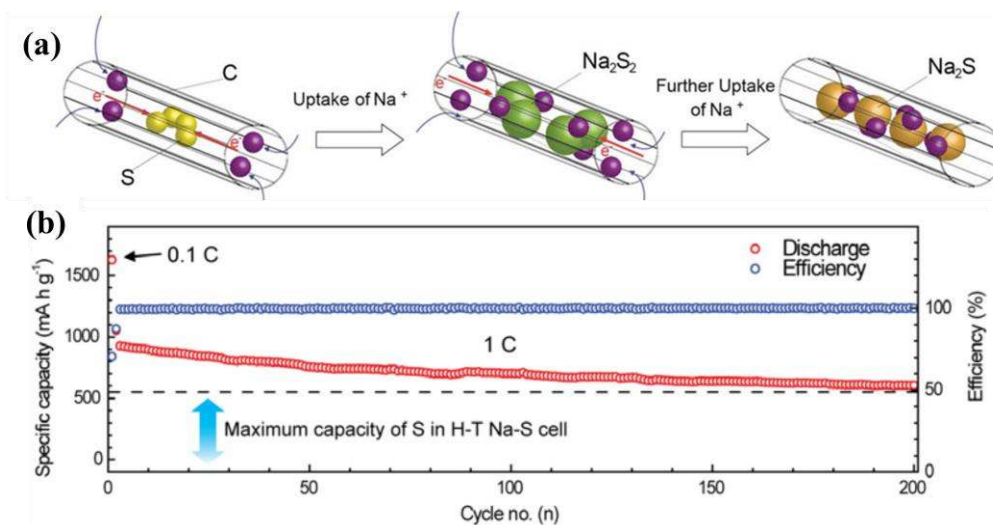 (a)
C
Na₂S₂
Na₂S
e⁻
Uptake of Na ⁺
Further Uptake
of Na⁺
e
e
S
(b)
0.1 C
Discharge
Efficiency
1 C
Maximum capacity of S in H-T Na-S cell
Specific capacity (mA h g⁻¹)
1500
1000
500
0
Efficiency (%)
100
50
0
0 50 100 150 200
Cycle no. (n)